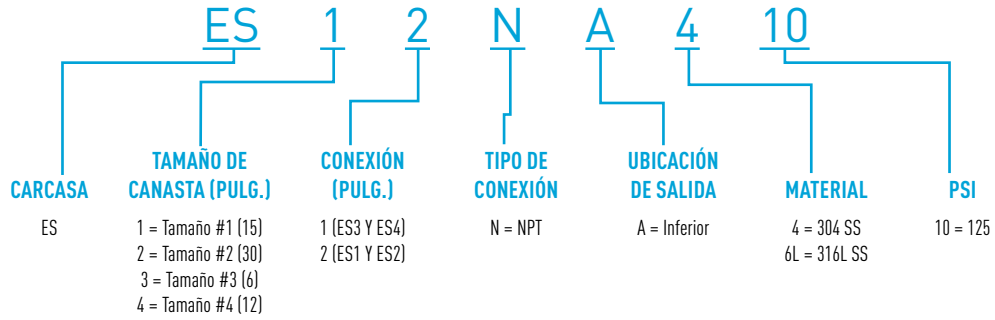 ES 1 2 N A 4 10
CARCASA
ES
TAMAÑO DE
CANASTA (PULG.)
1 = Tamaño #1 (15)
2 = Tamaño #2 (30)
3 = Tamaño #3 (6)
4 = Tamaño #4 (12)
CONEXIÓN
(PULG.)
1 (ES3 Y ES4)
2 (ES1 Y ES2)
TIPO DE
CONEXIÓN
N = NPT
UBICACIÓN
DE SALIDA
A = Inferior
MATERIAL
4 = 304 SS
6L = 316L SS
PSI
10 = 125